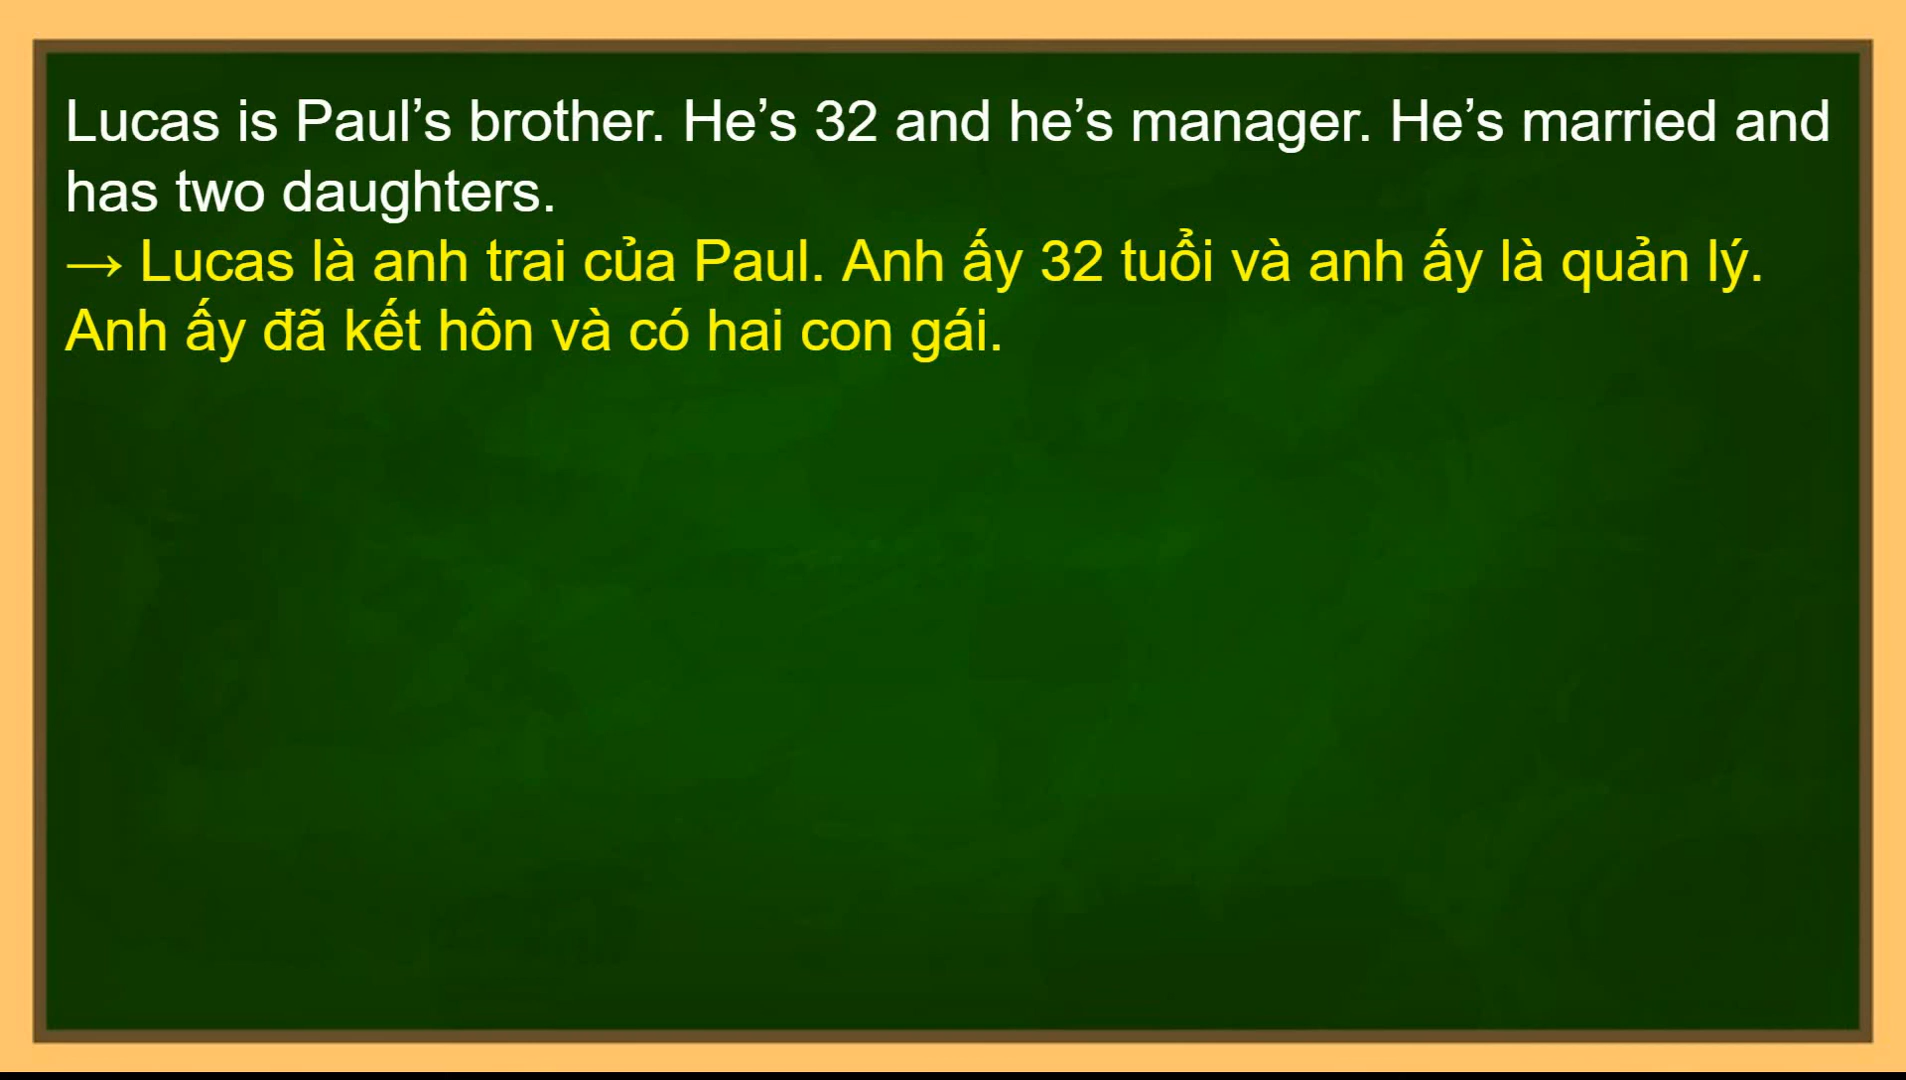 Lucas is Paul’s brother. He’s 32 and he’s manager. He’s married and
has two daughters.
→ Lucas là anh trai của Paul. Anh ấy 32 tuổi và anh ấy là quản lý.
Anh ấy đã kết hôn và có hai con gái.